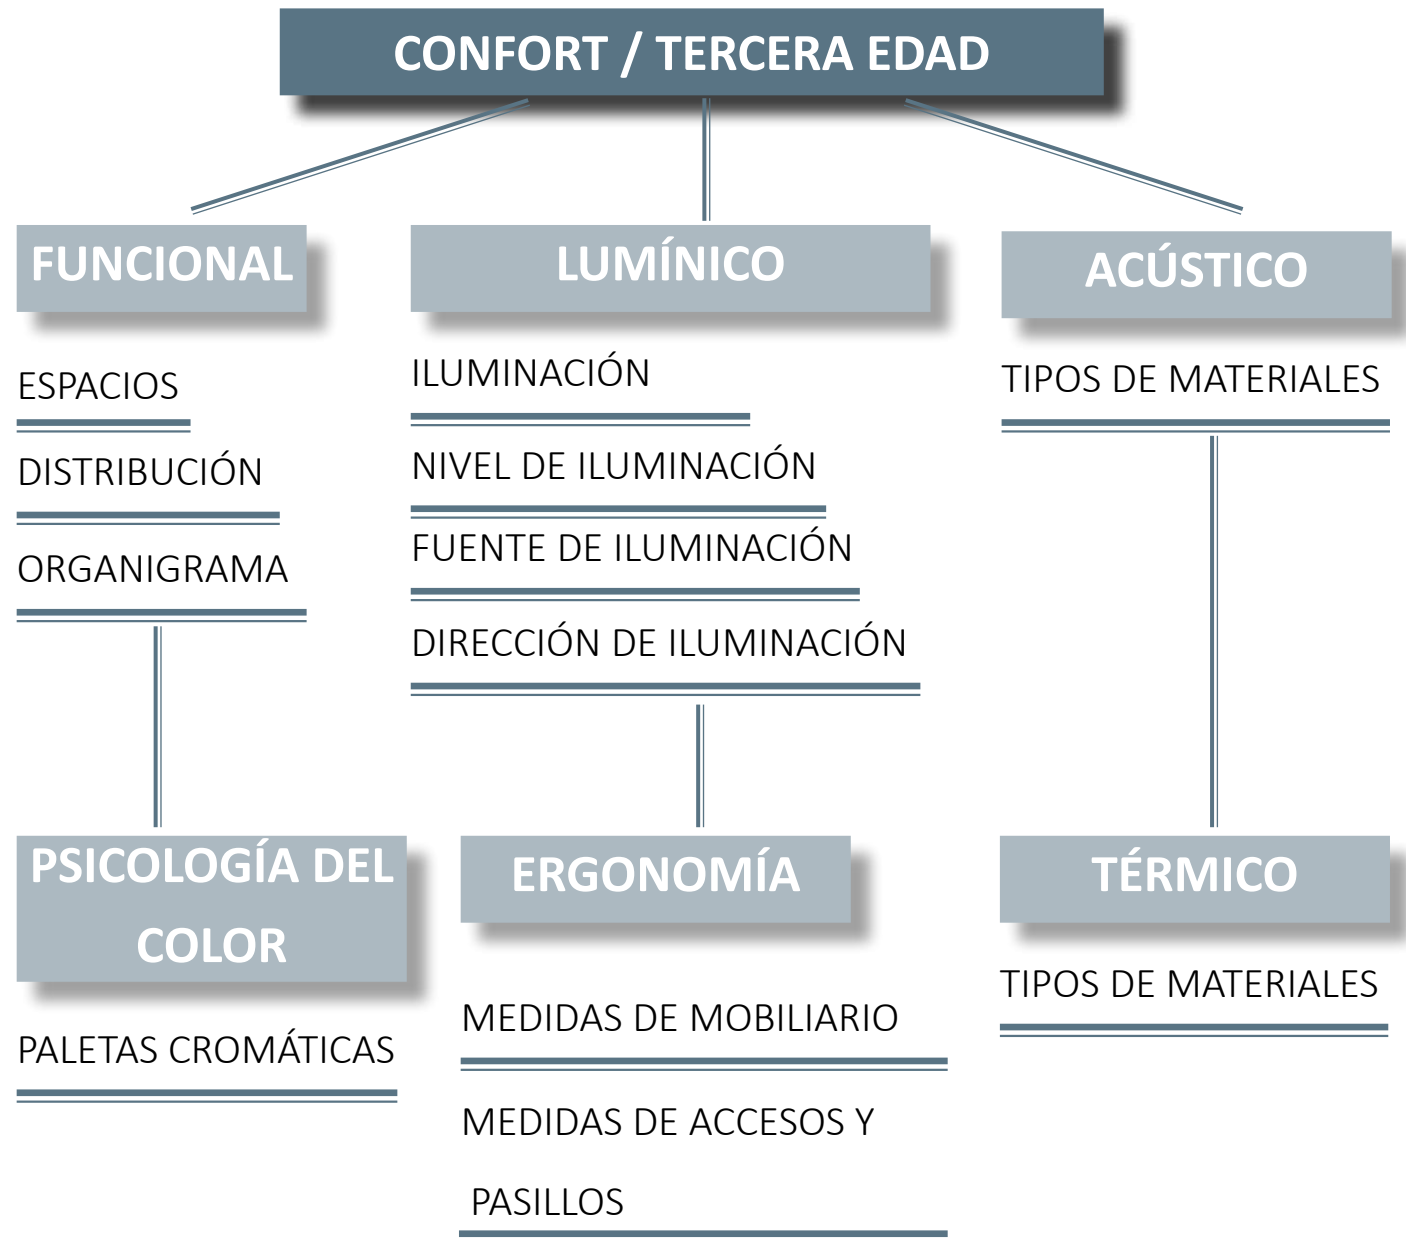 CONFORT / TERCERA EDAD
FUNCIONAL
ESPACIOS
DISTRIBUCIÓN
ORGANIGRAMA
LUMÍNICO
ILUMINACIÓN
NIVEL DE ILUMINACIÓN
FUENTE DE ILUMINACIÓN
DIRECCIÓN DE ILUMINACIÓN
ACÚSTICO
TIPOS DE MATERIALES
PSICOLOGÍA DEL
COLOR
PALETAS CROMÁTICAS
ERGONOMÍA
MEDIDAS DE MOBILIARIO
MEDIDAS DE ACCESOS Y
PASILLOS
TÉRMICO
TIPOS DE MATERIALES